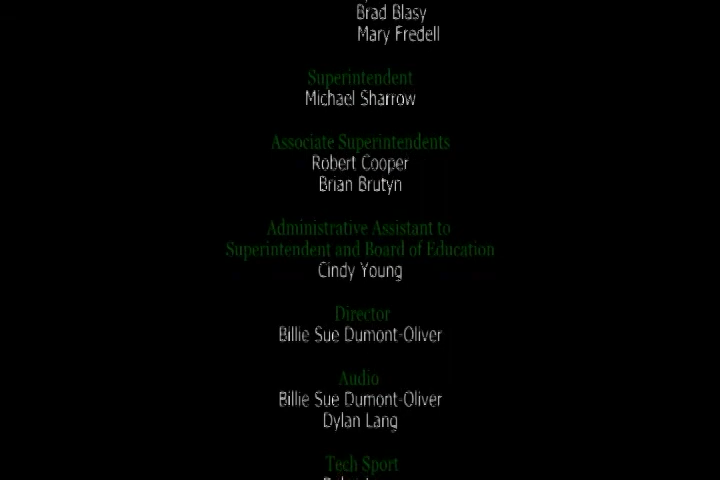 Brad Blasy
Mary Fredell
Superintendent
Michael Sharrow
Associate Superintendents
Robert Cooper
Brian Brutyn
Administrative Assistant to
Superintendent and Board of Education
Cindy Young
Director
Billie Sue Dumont-Oliver
Audio
Billie Sue Dumont-Oliver
Dylan Lang
Tech Sport